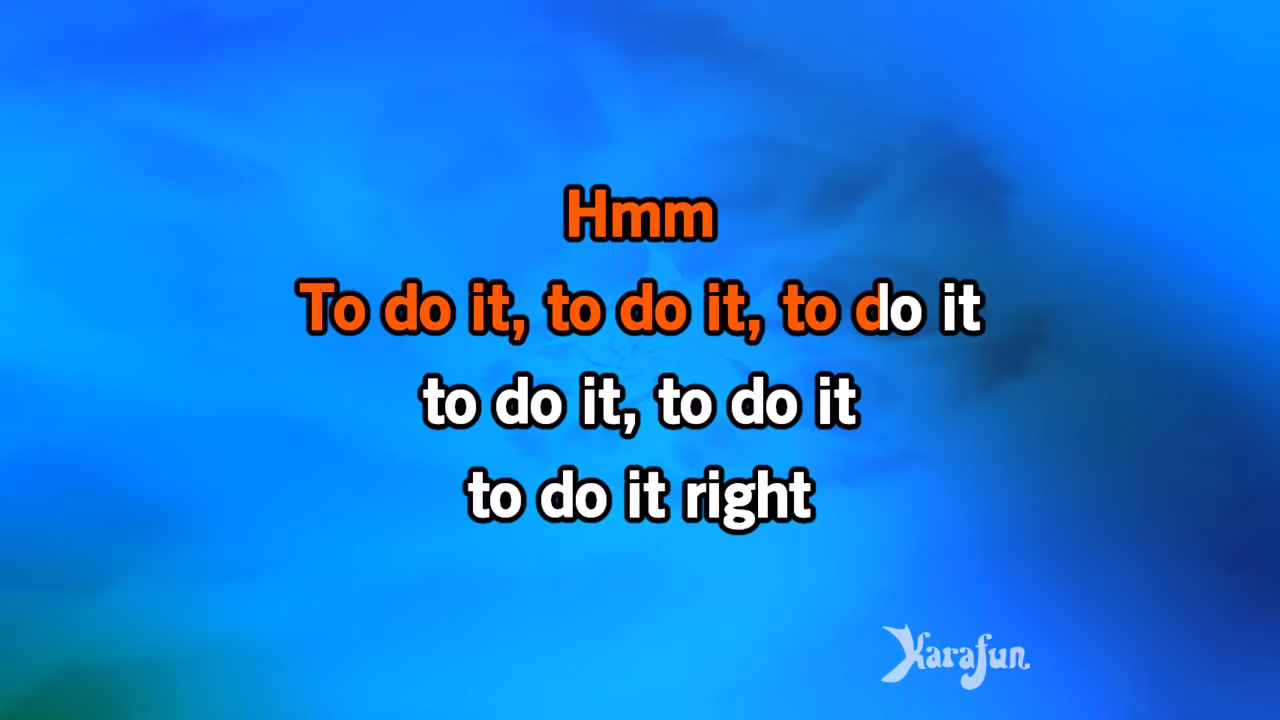 Hmm
To do it, to do it, to do it
to do it, to do it
to do it right
Karafun